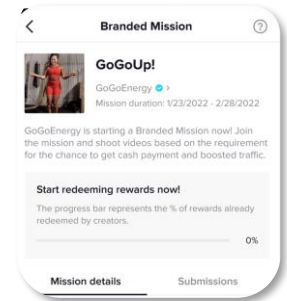 Branded Mission
GoGoUp!
GoGoEnergy
Mission duration: 1/23/2022 - 2/28/2022
GoGoEnergy is starting a Branded Mission now! Join
the mission and shoot videos based on the requirement
for the chance to get cash payment and boosted traffic.
Start redeeming rewards now!
The progress bar represents the % of rewards already
redeemed by creators.
0%
Mission details Submissions